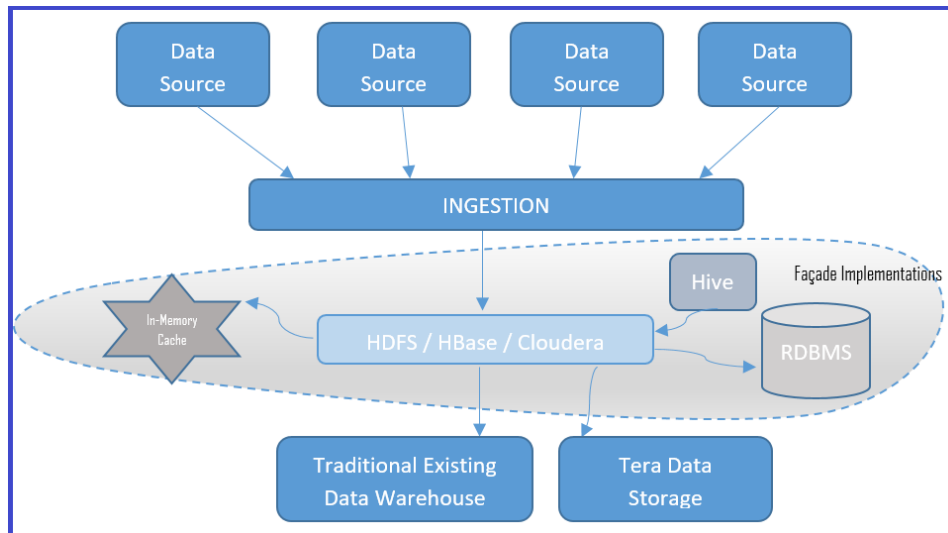 Data
Source
Data
Source
Data
Source
Data
Source
INGESTION
Façade Implementations
Hive
In-Memory
Cache
HDFS / HBase / Cloudera
RDBMS
Traditional Existing
Data Warehouse
Tera Data
Storage